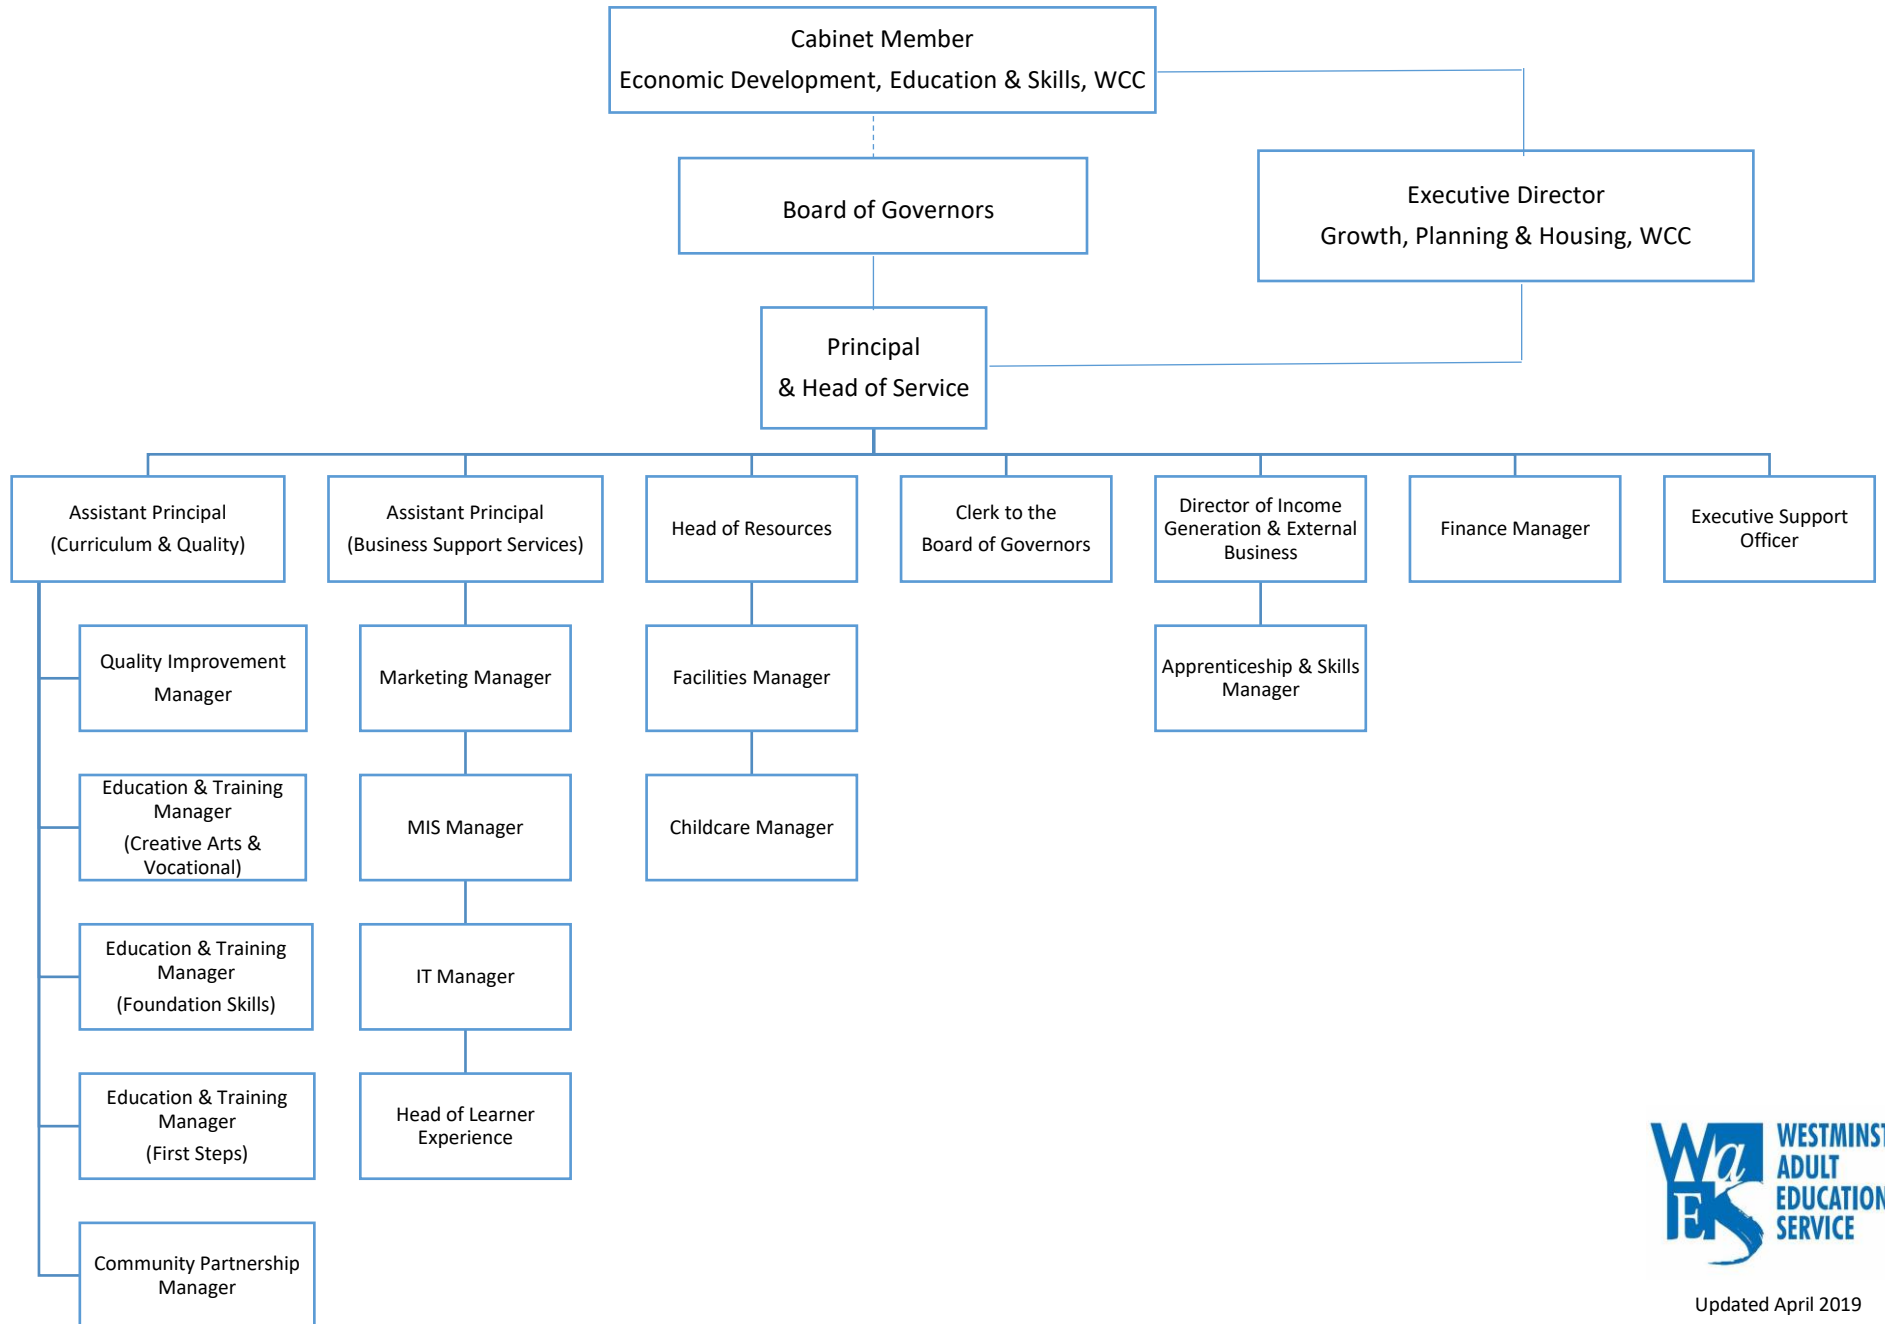 Cabinet Member
Economic Development, Education & Skills, WCC
Board of Governors
Executive Director
Growth, Planning & Housing, WCC
Principal
& Head of Service
Assistant Principal
(Curriculum & Quality)
Assistant Principal
(Business Support Services)
Head of Resources
Clerk to the
Board of Governors
Director of Income
Generation & External
Business
Finance Manager
Executive Support
Officer
Quality Improvement
Manager
Marketing Manager
Facilities Manager
Apprenticeship & Skills
Manager
Education & Training
Manager
(Creative Arts &
Vocational)
MIS Manager
Childcare Manager
Education & Training
Manager
(Foundation Skills)
IT Manager
Education & Training
Manager
(First Steps)
Head of Learner
Experience
Community Partnership
Manager
WaES
WESTMINST
ADULT
EDUCATION
SERVICE
Updated April 2019